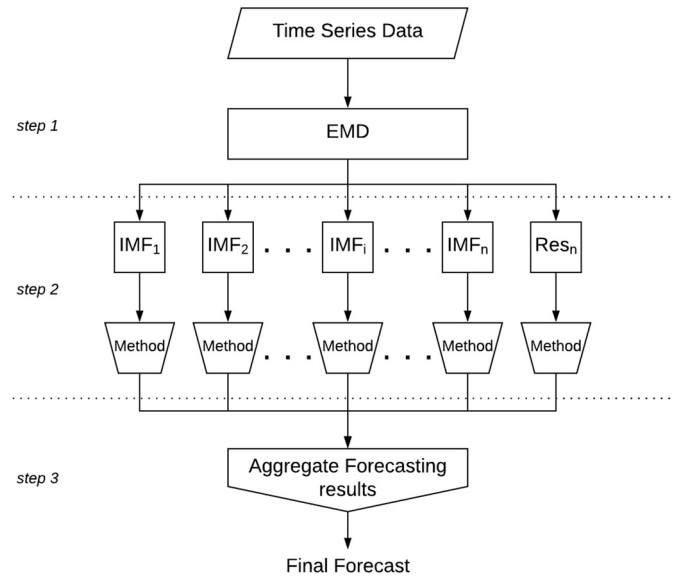 Time Series Data
step 1
EMD
IMF₁ IMF₂ . . . IMFᵢ . . . IMFₙ Resₙ
step 2
Method Method . . . Method . . . Method Method
Aggregate Forecasting
step 3
results
Final Forecast